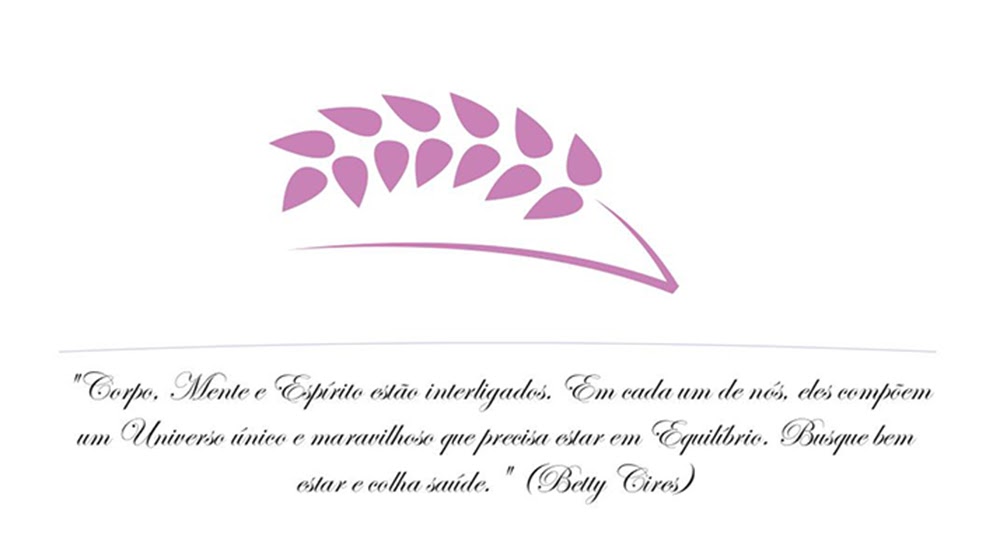 "Corpo, Mente e Espírito estão interligados. Em cada um de nós, eles compõem
um Universo único e maravilhoso que precisa estar em Equilíbrio. Busque bem
estar e colha saúde. " (Betty Cires)